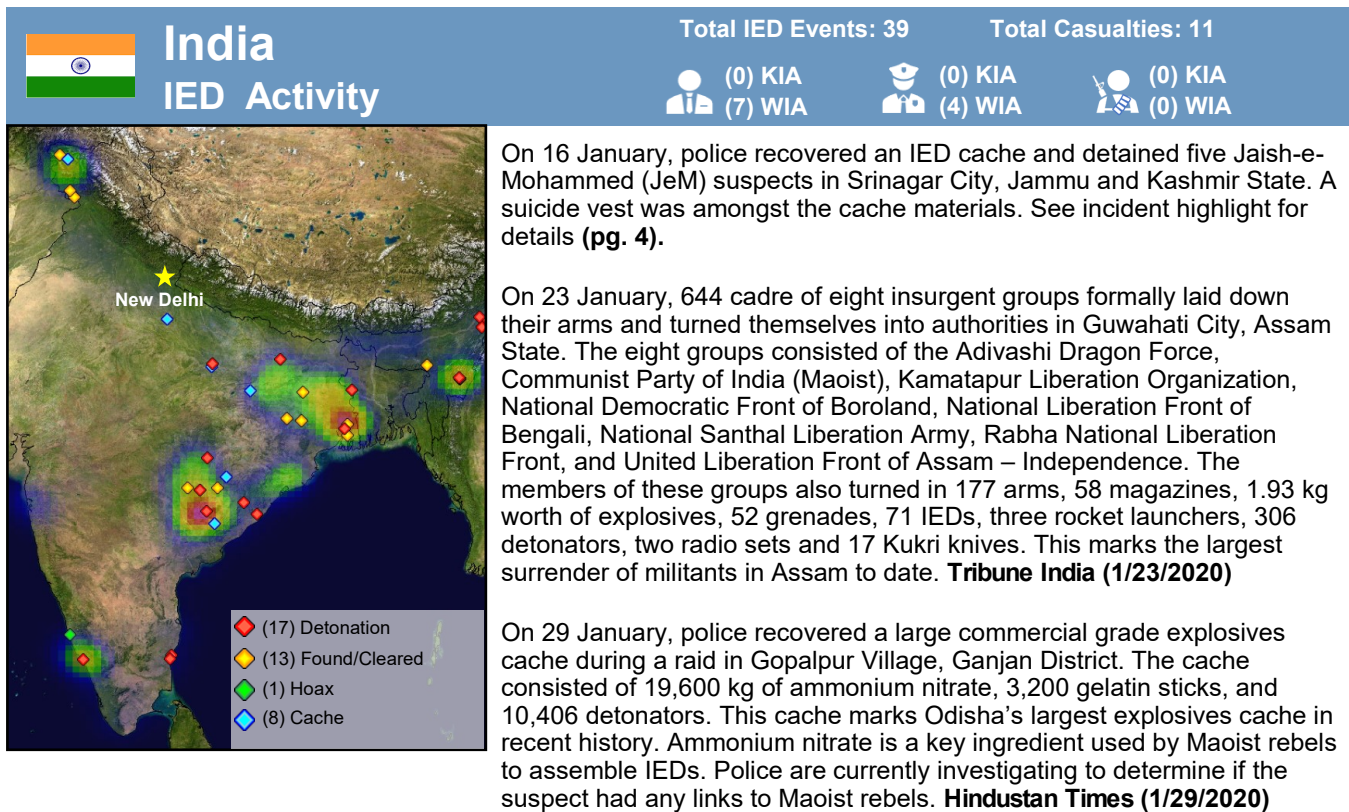 India
IED Activity
Total IED Events: 39
Total Casualties: 11
(0) KIA
(7) WIA
(0) KIA
(4) WIA
(0) KIA
(0) WIA
New Delhi
(17) Detonation
(13) Found/Cleared
(1) Hoax
(8) Cache
On 16 January, police recovered an IED cache and detained five Jaish-e-
Mohammed (JeM) suspects in Srinagar City, Jammu and Kashmir State. A
suicide vest was amongst the cache materials. See incident highlight for
details (pg. 4).
On 23 January, 644 cadre of eight insurgent groups formally laid down
their arms and turned themselves into authorities in Guwahati City, Assam
State. The eight groups consisted of the Adivashi Dragon Force,
Communist Party of India (Maoist), Kamatapur Liberation Organization,
National Democratic Front of Boroland, National Liberation Front of
Bengali, National Santhal Liberation Army, Rabha National Liberation
Front, and United Liberation Front of Assam – Independence. The
members of these groups also turned in 177 arms, 58 magazines, 1.93 kg
worth of explosives, 52 grenades, 71 IEDs, three rocket launchers, 306
detonators, two radio sets and 17 Kukri knives. This marks the largest
surrender of militants in Assam to date. Tribune India (1/23/2020)
On 29 January, police recovered a large commercial grade explosives
cache during a raid in Gopalpur Village, Ganjan District. The cache
consisted of 19,600 kg of ammonium nitrate, 3,200 gelatin sticks, and
10,406 detonators. This cache marks Odisha’s largest explosives cache in
recent history. Ammonium nitrate is a key ingredient used by Maoist rebels
to assemble IEDs. Police are currently investigating to determine if the
suspect had any links to Maoist rebels. Hindustan Times (1/29/2020)